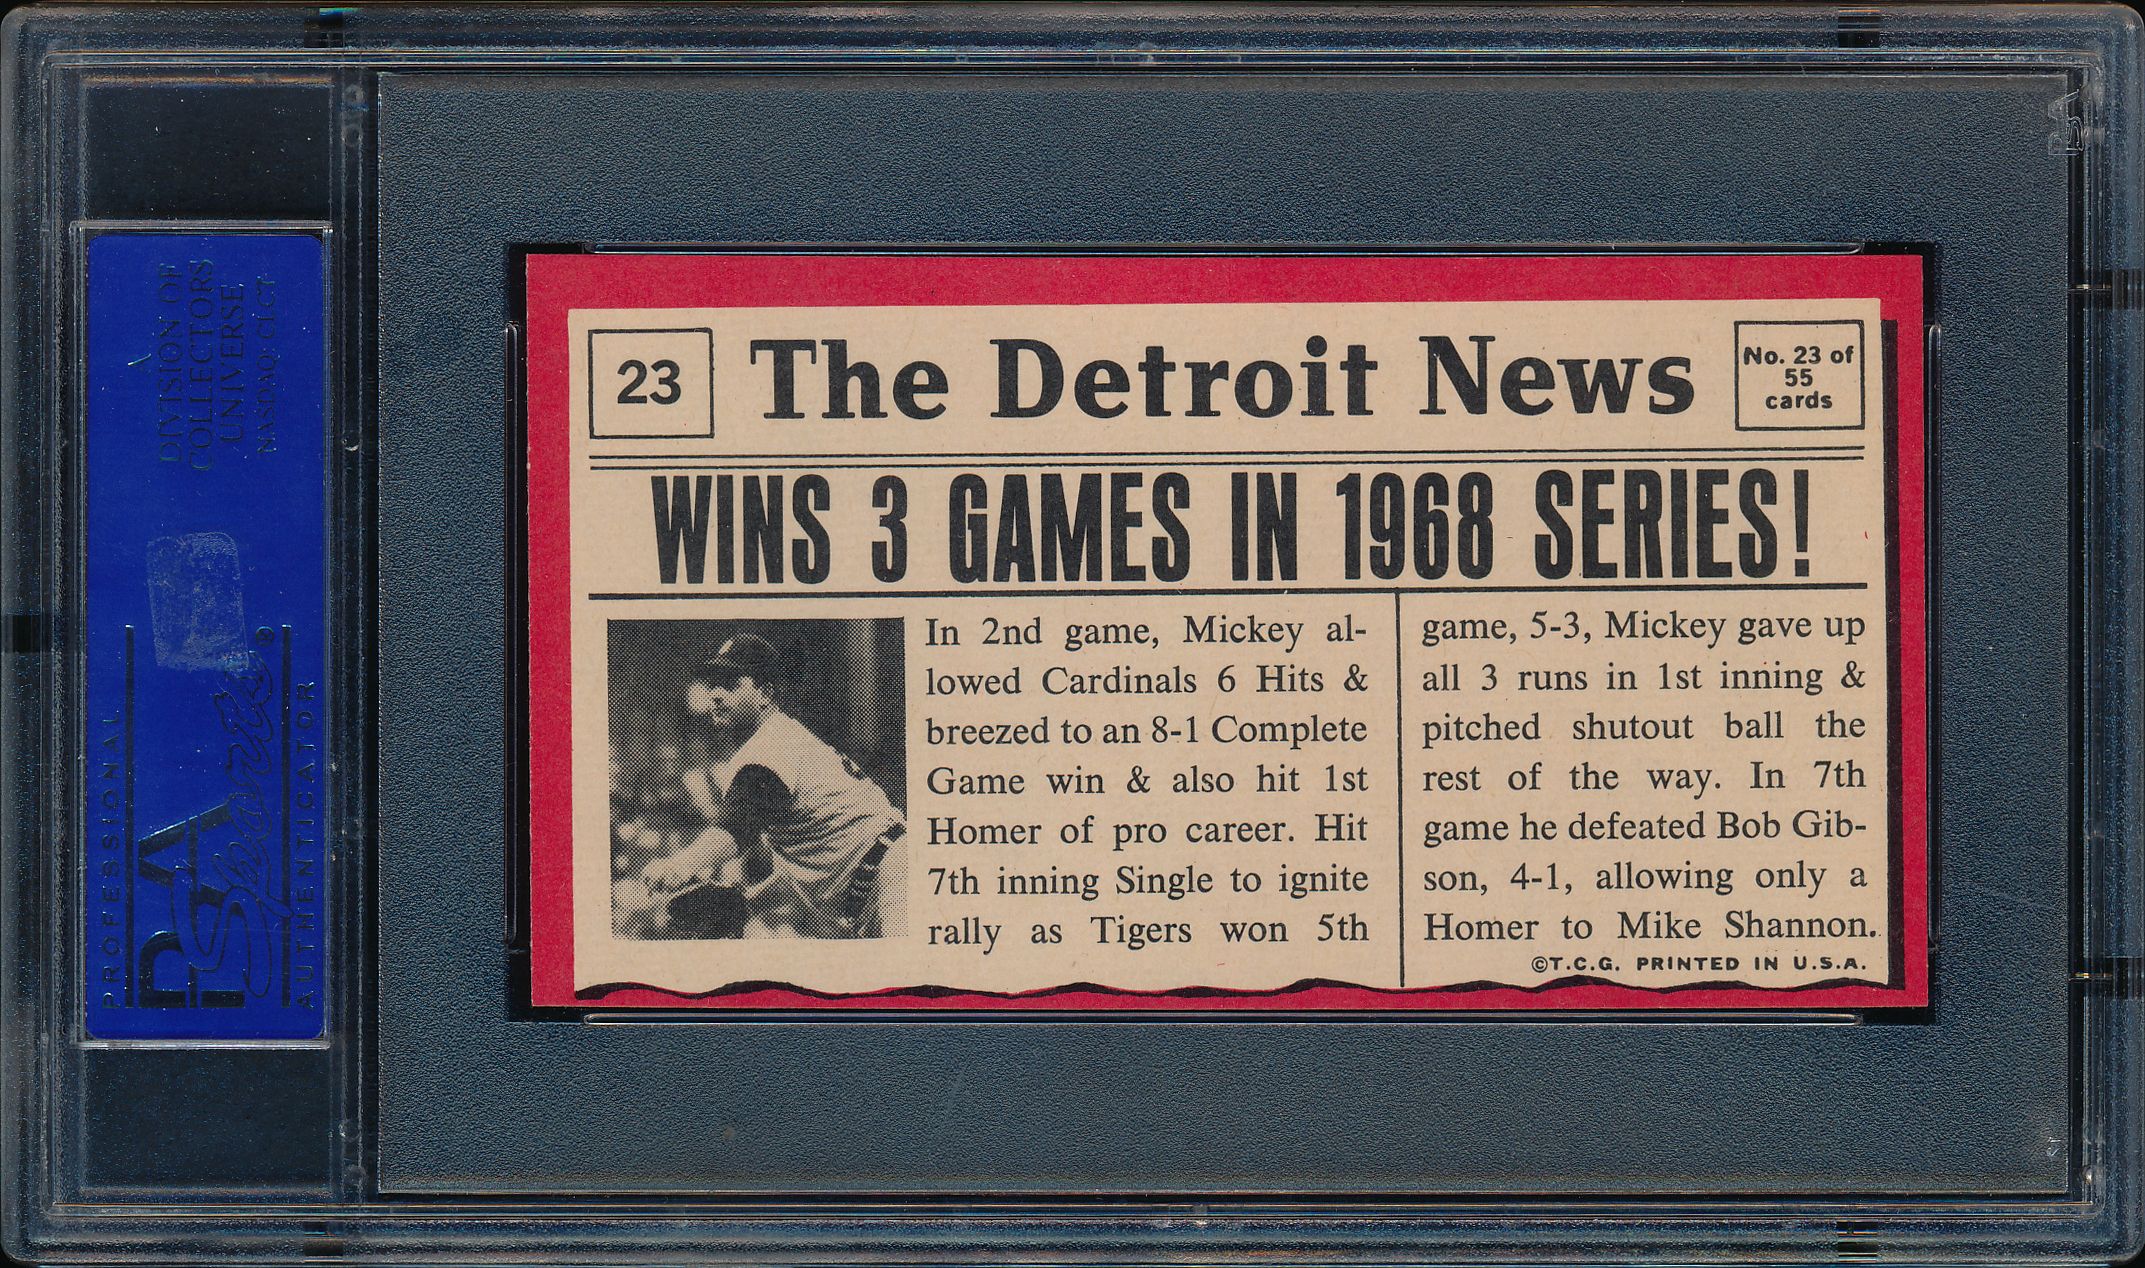 23
The Detroit News
No. 23 of
55
cards
WINS 3 GAMES IN 1968 SERIES!
In 2nd game, Mickey al-
lowed Cardinals 6 Hits &
breezed to an 8-1 Complete
Game win & also hit 1st
Homer of pro career. Hit
7th inning Single to ignite
rally as Tigers won 5th
game, 5-3, Mickey gave up
all 3 runs in 1st inning &
pitched shutout ball the
rest of the way. In 7th
game he defeated Bob Gib-
son, 4-1, allowing only a
Homer to Mike Shannon.
©T.C.G. PRINTED IN U.S.A.
DIVISION OF
COLLECTORS
UNIVERSE
NASDAQ: CLCT
PROFESSIONAL
PSA
Sports
®
AUTHENTICATOR
PSA